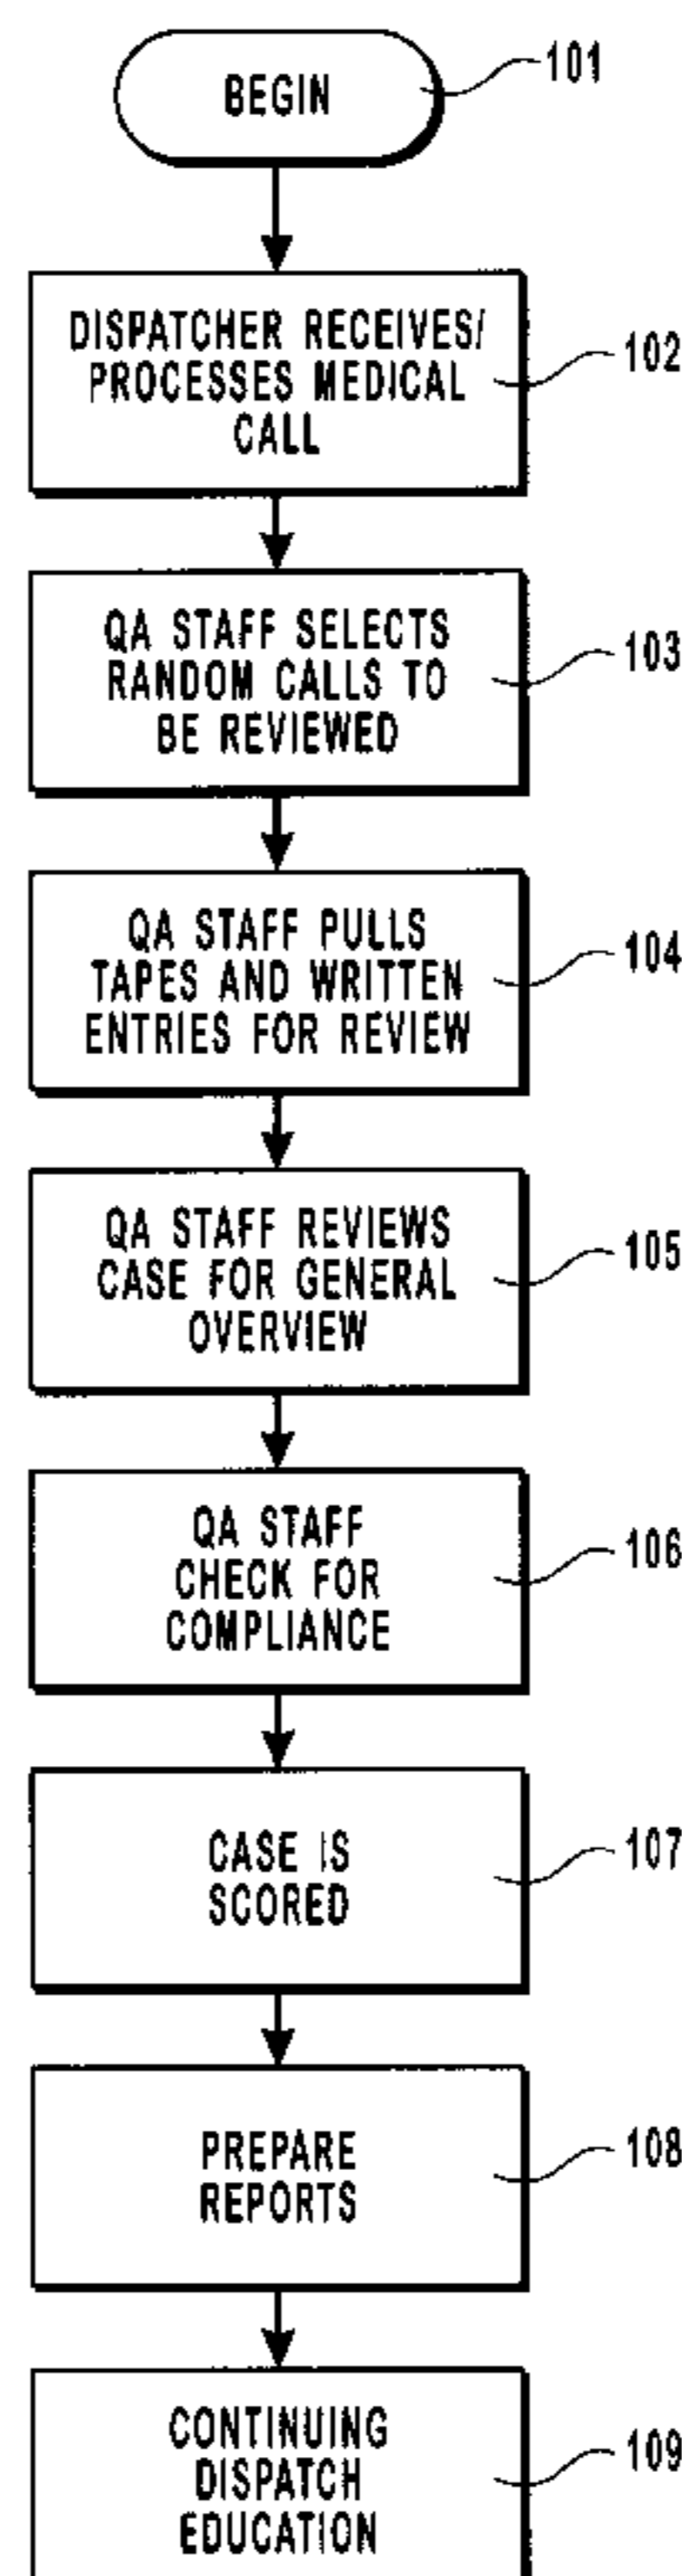 BEGIN
101
DISPATCHER RECEIVES/
PROCESSES MEDICAL
CALL
102
QA STAFF SELECTS
RANDOM CALLS TO
BE REVIEWED
103
QA STAFF PULLS
TAPES AND WRITTEN
ENTRIES FOR REVIEW
104
QA STAFF REVIEWS
CASE FOR GENERAL
OVERVIEW
105
QA STAFF
CHECK FOR
COMPLIANCE
106
CASE IS
SCORED
107
PREPARE
REPORTS
108
CONTINUING
DISPATCH
EDUCATION
109